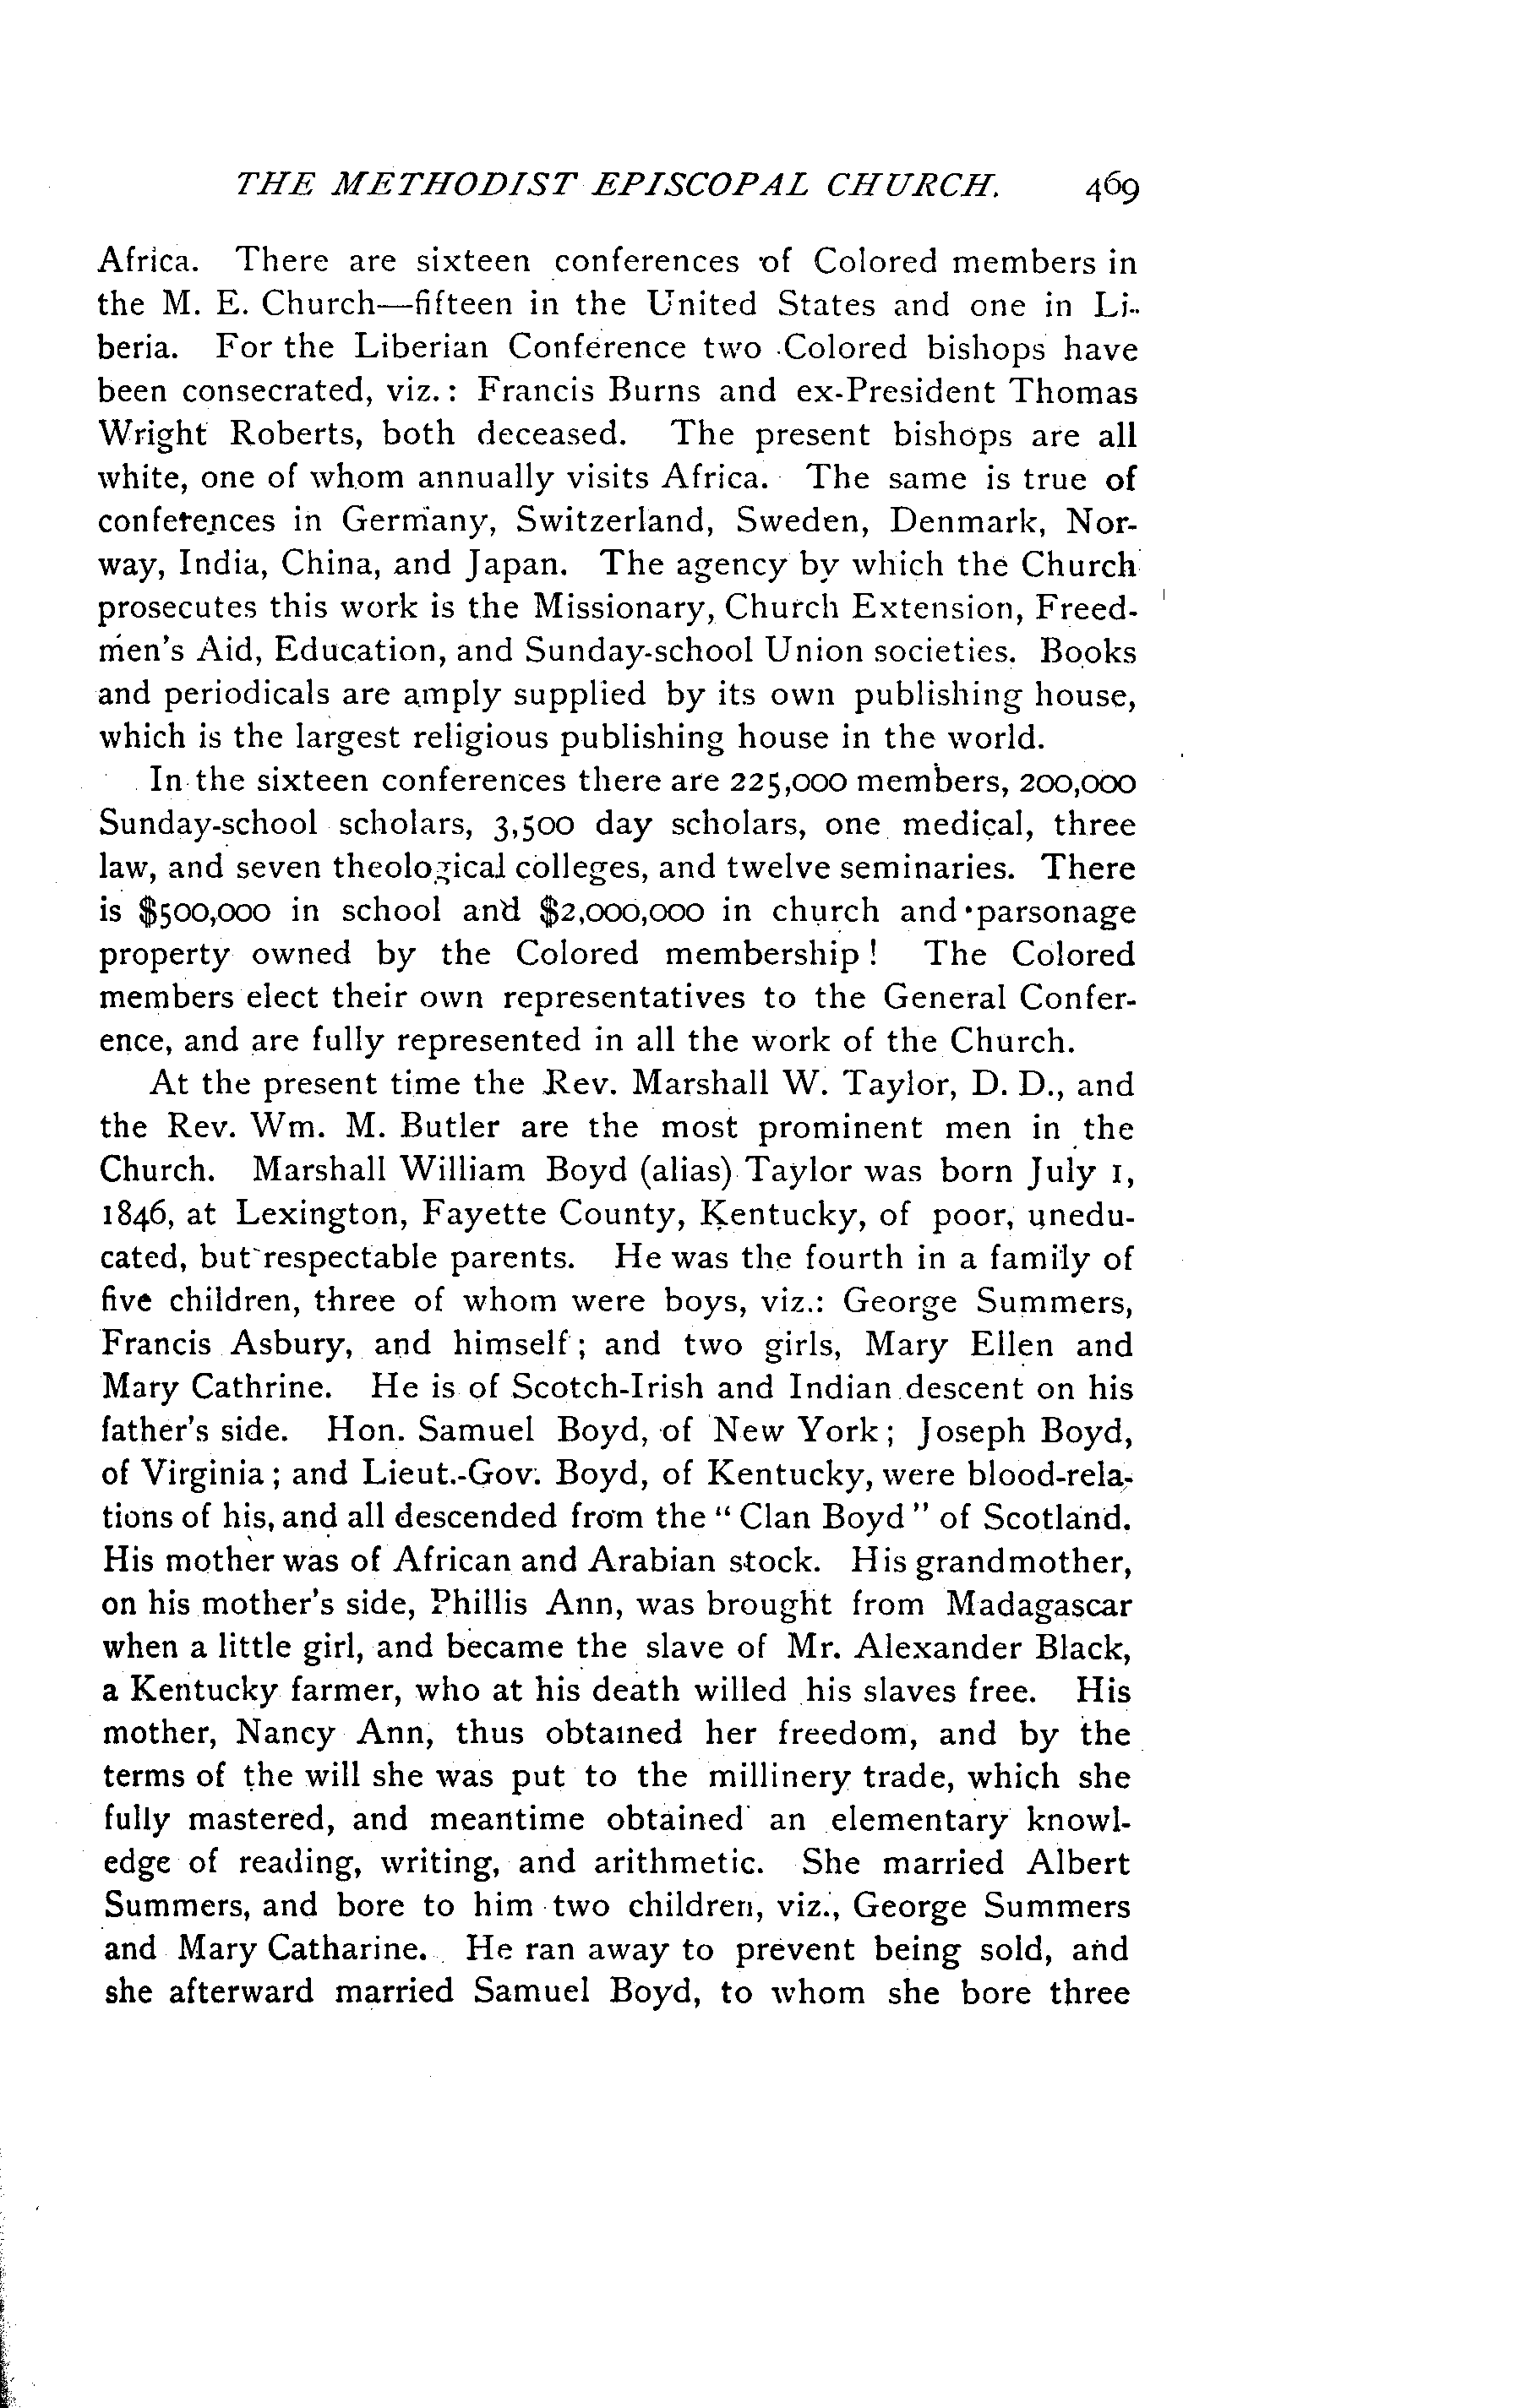 THE METHODIST EPISCOPAL CHURCH. 469
Africa. There are sixteen conferences of Colored members in
the M. E. Church—fifteen in the United States and one in Li-
beria. For the Liberian Conference two Colored bishops have
been consecrated, viz.: Francis Burns and ex-President Thomas
Wright Roberts, both deceased. The present bishops are all
white, one of whom annually visits Africa. The same is true of
conferences in Germany, Switzerland, Sweden, Denmark, Nor-
way, India, China, and Japan. The agency by which the Church
prosecutes this work is the Missionary, Church Extension, Freed-
men's Aid, Education, and Sunday-school Union societies. Books
and periodicals are amply supplied by its own publishing house,
which is the largest religious publishing house in the world.
In the sixteen conferences there are 225,000 members, 200,000
Sunday-school scholars, 3,500 day scholars, one medical, three
law, and seven theological colleges, and twelve seminaries. There
is $500,000 in school and $2,000,000 in church and parsonage
property owned by the Colored membership! The Colored
members elect their own representatives to the General Confer-
ence, and are fully represented in all the work of the Church.
At the present time the Rev. Marshall W. Taylor, D. D., and
the Rev. Wm. M. Butler are the most prominent men in the
Church. Marshall William Boyd (alias) Taylor was born July 1,
1846, at Lexington, Fayette County, Kentucky, of poor, unedu-
cated, but respectable parents. He was the fourth in a family of
five children, three of whom were boys, viz.: George Summers,
Francis Asbury, and himself; and two girls, Mary Ellen and
Mary Cathrine. He is of Scotch-Irish and Indian descent on his
father's side. Hon. Samuel Boyd, of New York; Joseph Boyd,
of Virginia; and Lieut.-Gov. Boyd, of Kentucky, were blood-rela-
tions of his, and all descended from the "Clan Boyd" of Scotland.
His mother was of African and Arabian stock. His grandmother,
on his mother's side, Phillis Ann, was brought from Madagascar
when a little girl, and became the slave of Mr. Alexander Black,
a Kentucky farmer, who at his death willed his slaves free. His
mother, Nancy Ann, thus obtained her freedom, and by the
terms of the will she was put to the millinery trade, which she
fully mastered, and meantime obtained an elementary knowl-
edge of reading, writing, and arithmetic. She married Albert
Summers, and bore to him two children, viz., George Summers
and Mary Catharine. He ran away to prevent being sold, and
she afterward married Samuel Boyd, to whom she bore three